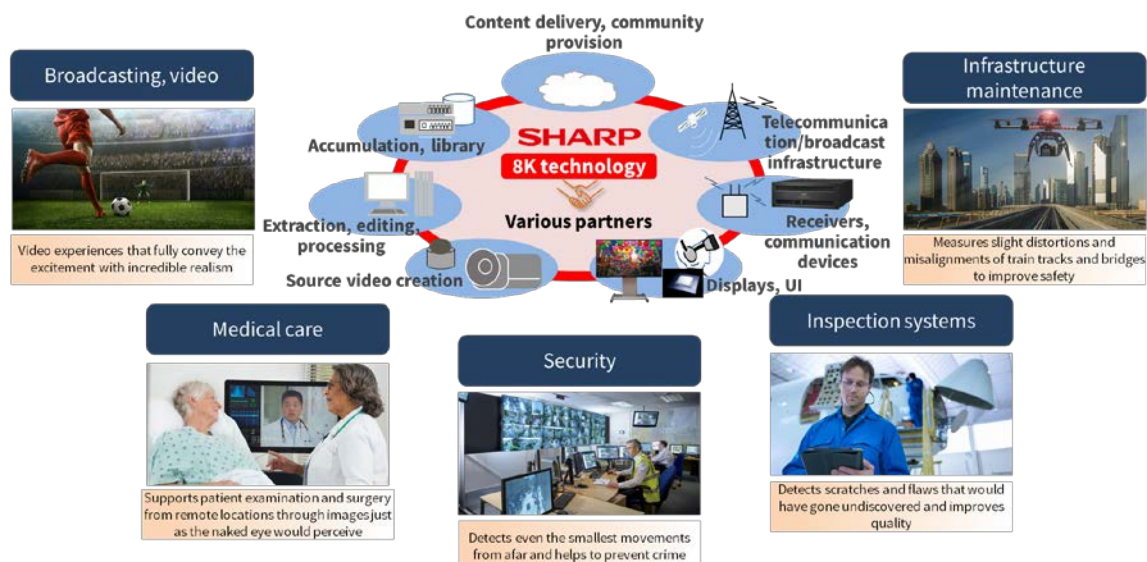 Content delivery, community
provision
Broadcasting, video
Infrastructure
maintenance
Accumulation, library
SHARP
8K technology
Various partners
Telecommunica
tion/broadcast
infrastructure
Extraction, editing,
processing
Receivers,
communication
devices
Source video creation
Displays, UI
Video experiences that fully convey the
excitement with incredible realism
Measures slight distortions and
misalignments of train tracks and bridges
to improve safety
Medical care
Security
Inspection systems
Supports patient examination and surgery
from remote locations through images just
as the naked eye would perceive
Detects even the smallest movements
from afar and helps to prevent crime
Detects scratches and flaws that would
have gone undiscovered and improves
quality